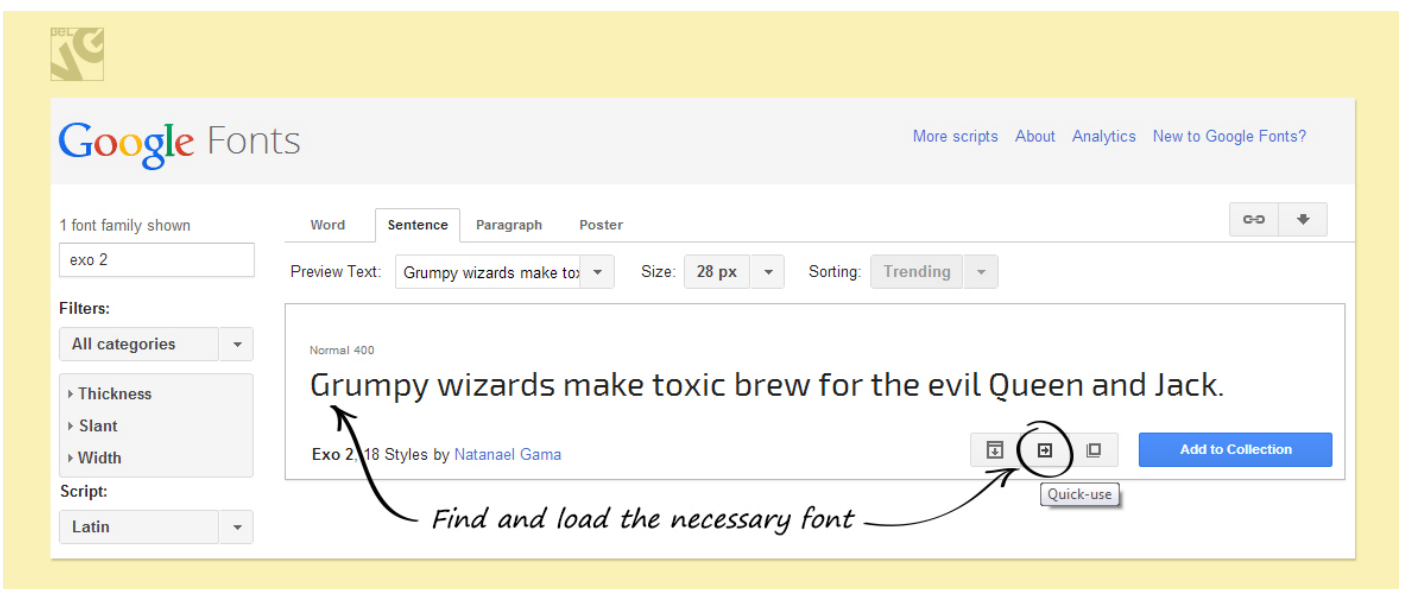 BEL
VG
Google Fonts
More scripts About Analytics New to Google Fonts?
1 font family shown
Word Sentence Paragraph Poster
exo 2
Preview Text: Grumpy wizards make tox Size: 28 px Sorting: Trending
Filters:
All categories
Normal 400
Thickness
Grumpy wizards make toxic brew for the evil Queen and Jack.
Slant
Exo 2, 18 Styles by Natanael Gama
Add to Collection
Width
Script:
Quick-use
Latin
Find and load the necessary font